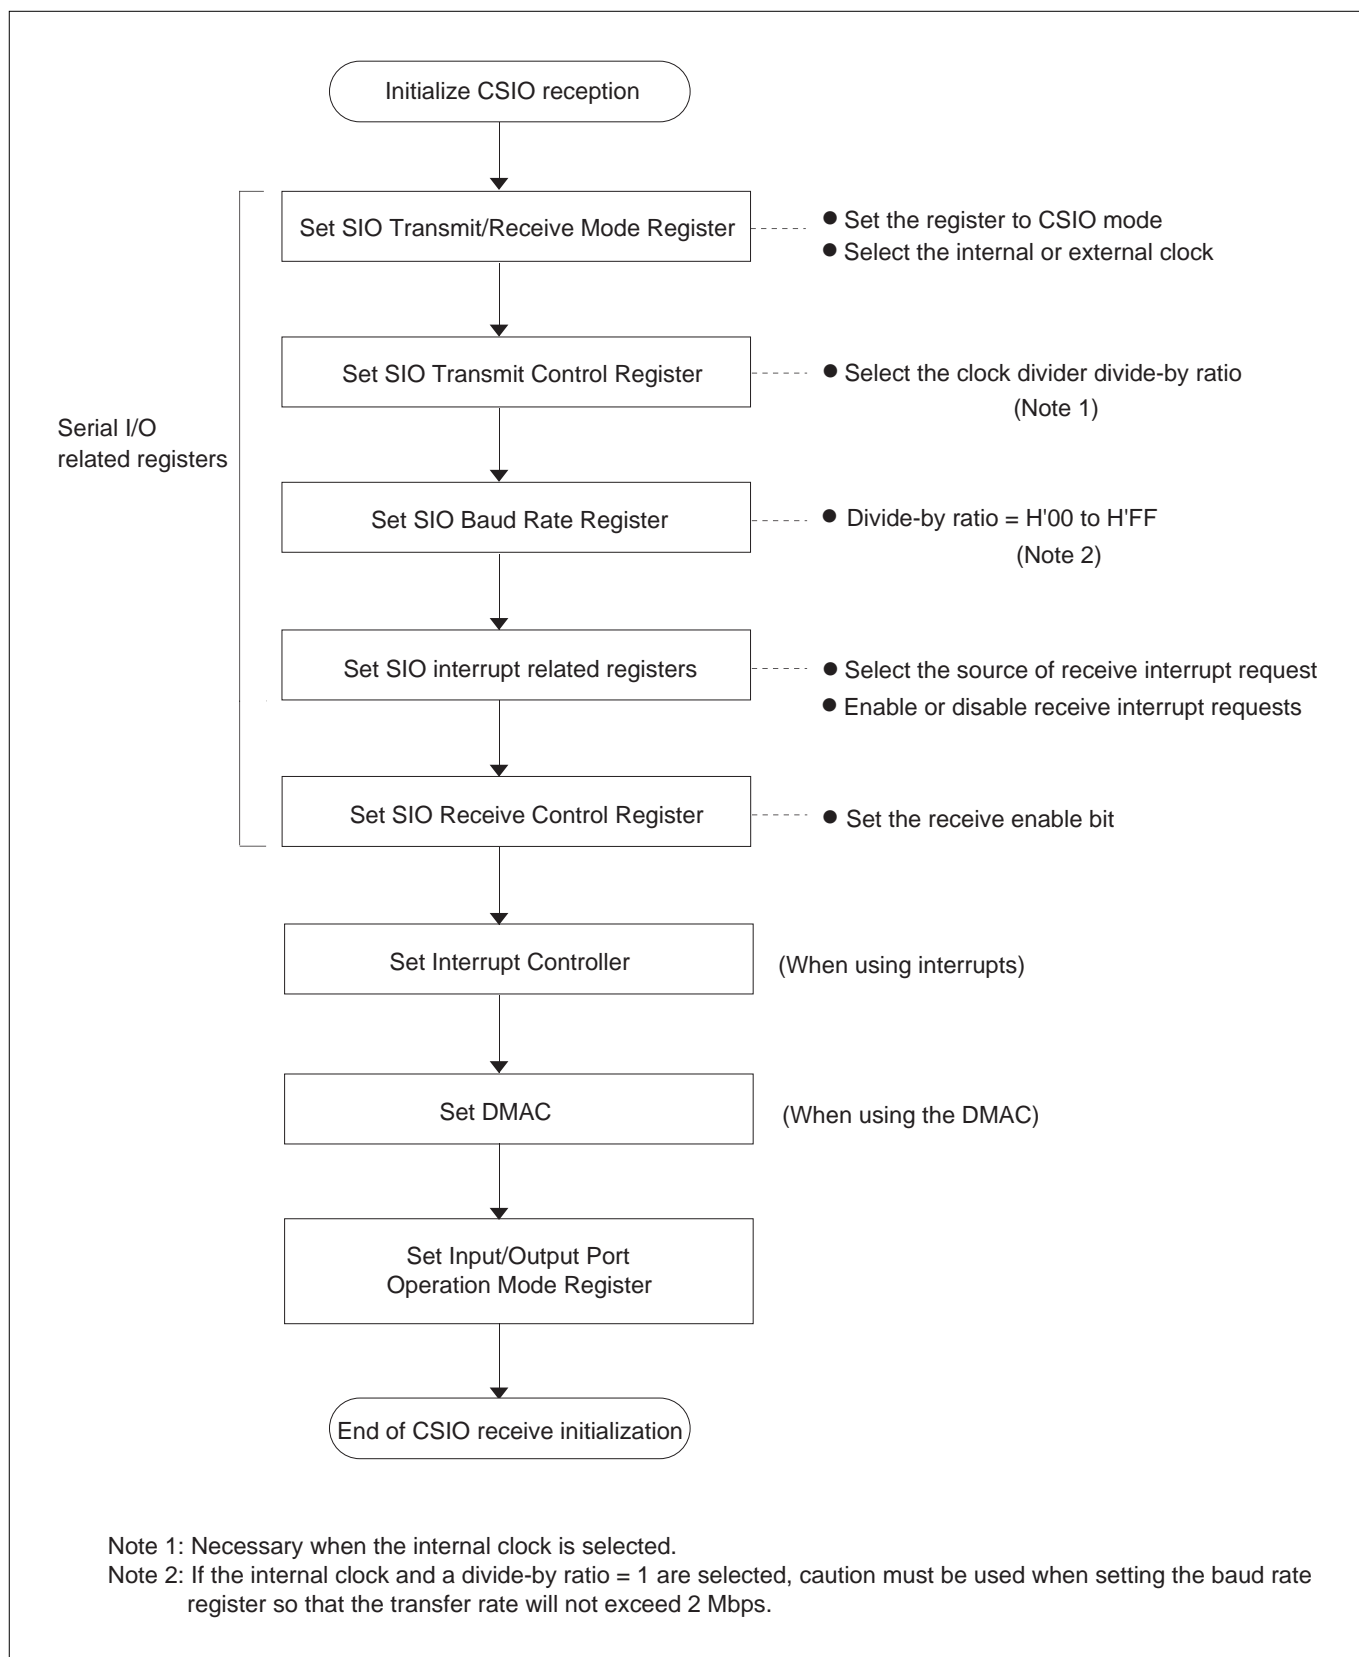 Initialize CSIO reception
Set SIO Transmit/Receive Mode Register
● Set the register to CSIO mode
● Select the internal or external clock
Set SIO Transmit Control Register
● Select the clock divider divide-by ratio
(Note 1)
Serial I/O
related registers
Set SIO Baud Rate Register
● Divide-by ratio = H'00 to H'FF
(Note 2)
Set SIO interrupt related registers
● Select the source of receive interrupt request
● Enable or disable receive interrupt requests
Set SIO Receive Control Register
● Set the receive enable bit
Set Interrupt Controller
(When using interrupts)
Set DMAC
(When using the DMAC)
Set Input/Output Port
Operation Mode Register
End of CSIO receive initialization
Note 1: Necessary when the internal clock is selected.
Note 2: If the internal clock and a divide-by ratio = 1 are selected, caution must be used when setting the baud rate
register so that the transfer rate will not exceed 2 Mbps.